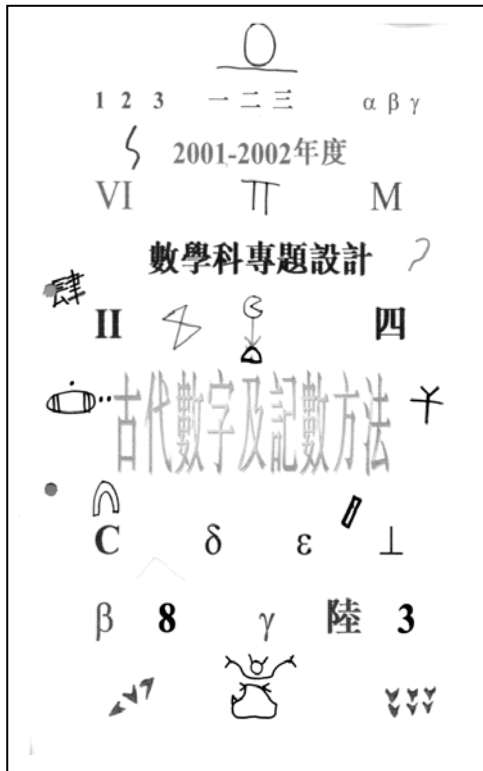 1 2 3 一 二 三 α β γ
2001-2002年度
VI M
數學科專題設計
肆
II 四
古代數字及記數方法
C δ ε ⊥
β 8 γ 陸 3